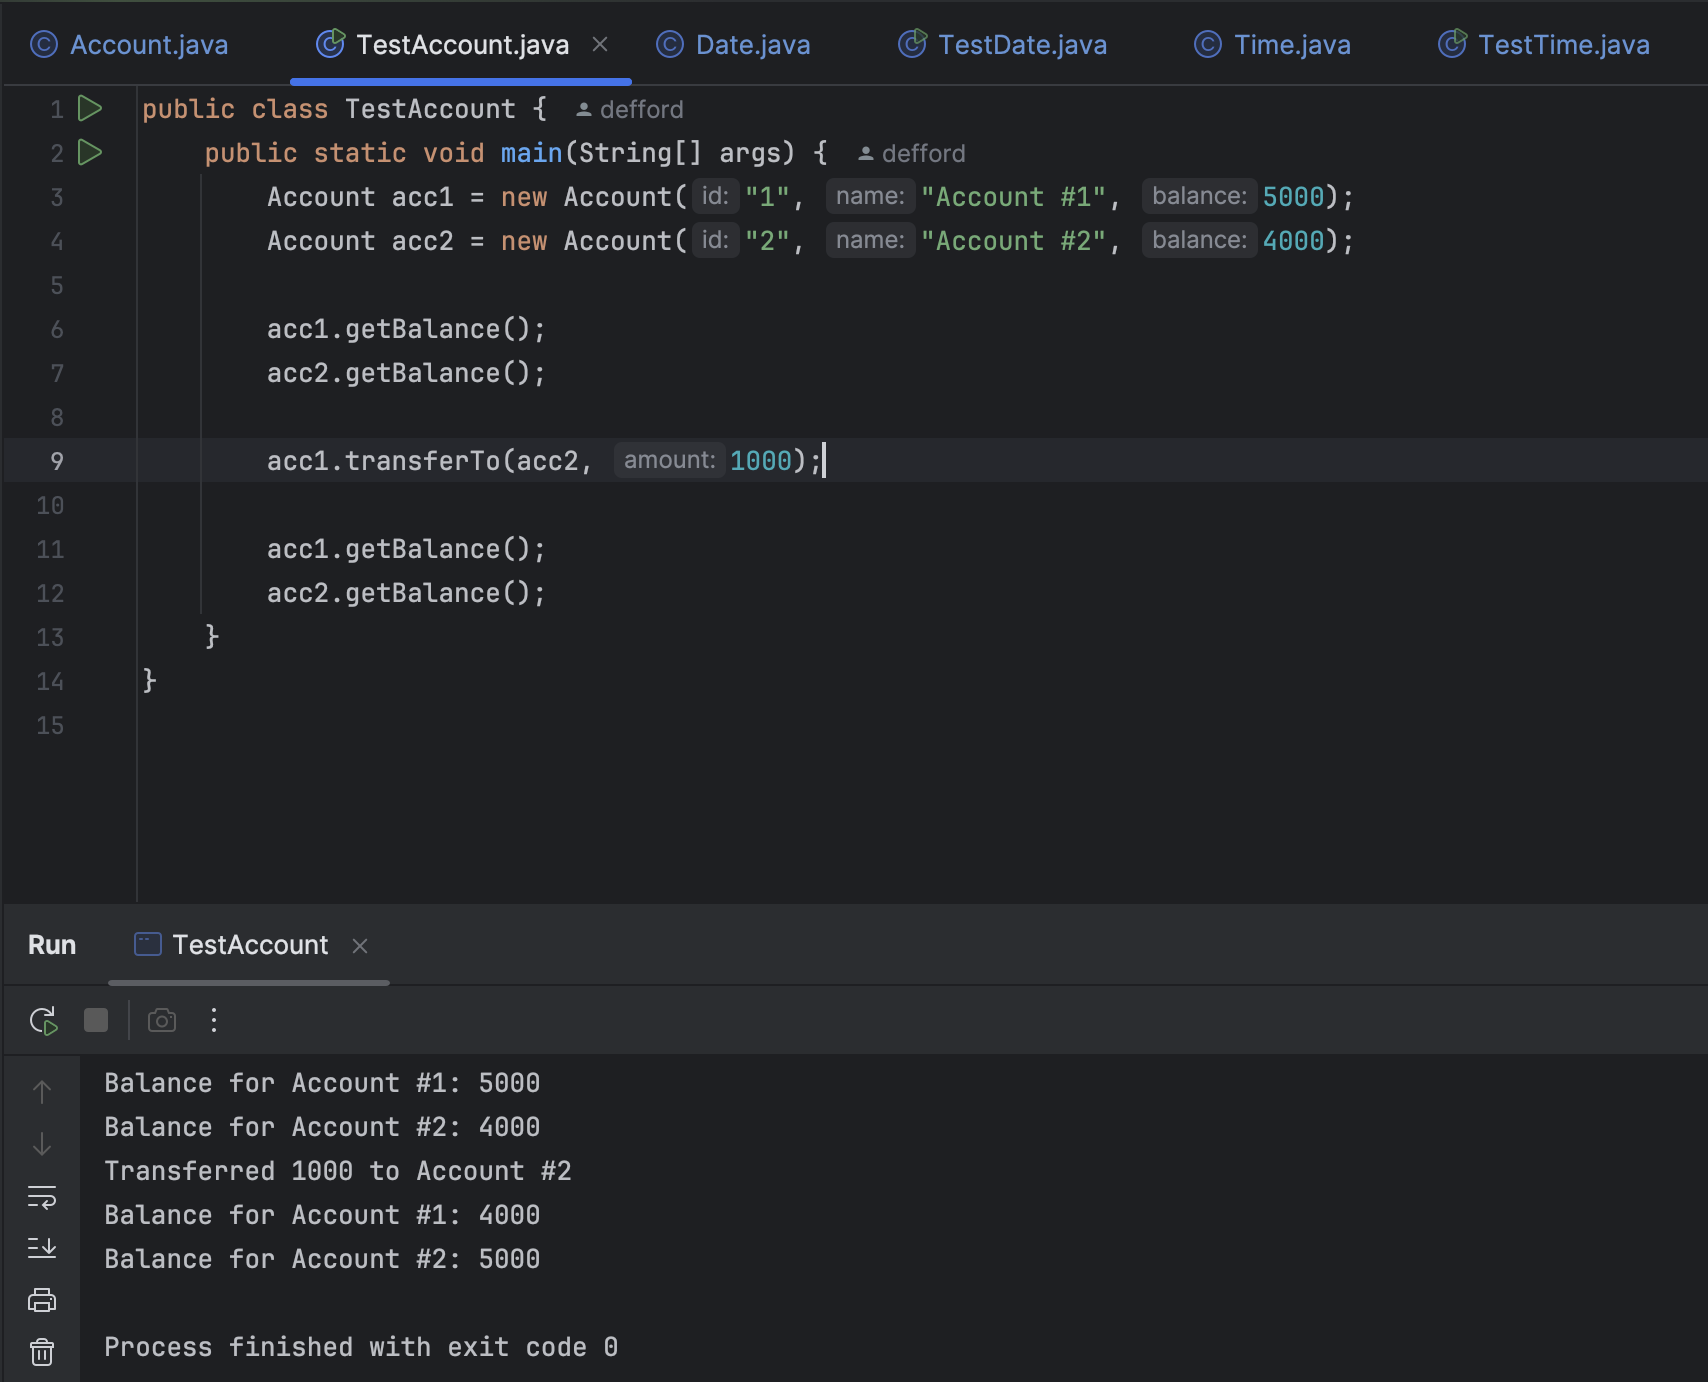 Account.java TestAccount.java Date.java TestDate.java Time.java TestTime.java
1 public class TestAccount { defford
2 public static void main(String[] args) { defford
3 Account acc1 = new Account( id: "1", name: "Account #1", balance: 5000);
4 Account acc2 = new Account( id: "2", name: "Account #2", balance: 4000);
5
6 acc1.getBalance();
7 acc2.getBalance();
8
9 acc1.transferTo(acc2, amount: 1000);
10
11 acc1.getBalance();
12 acc2.getBalance();
13 }
14 }
15
Run TestAccount
Balance for Account #1: 5000
Balance for Account #2: 4000
Transferred 1000 to Account #2
Balance for Account #1: 4000
Balance for Account #2: 5000
Process finished with exit code 0